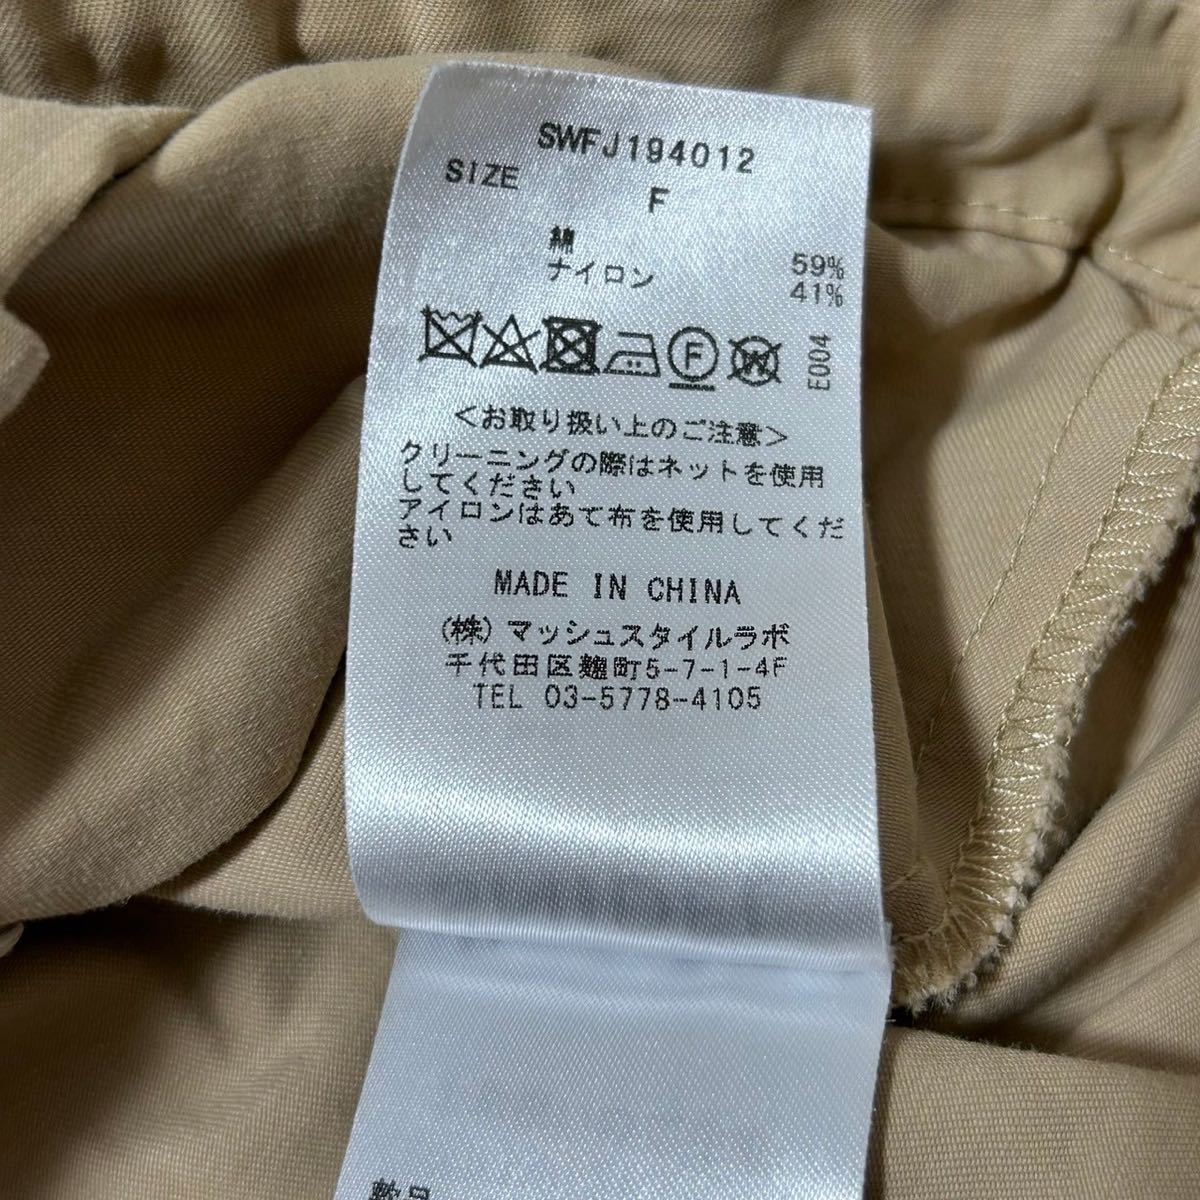 SWFJ194012
SIZE F
綿 59%
ナイロン 41%
F W E004
<お取り扱い上のご注意>
クリーニングの際はネットを使用
してください
アイロンはあて布を使用してくだ
さい
MADE IN CHINA
(株)マッシュスタイルラボ
千代田区麹町5-7-1-4F
TEL 03-5778-4105